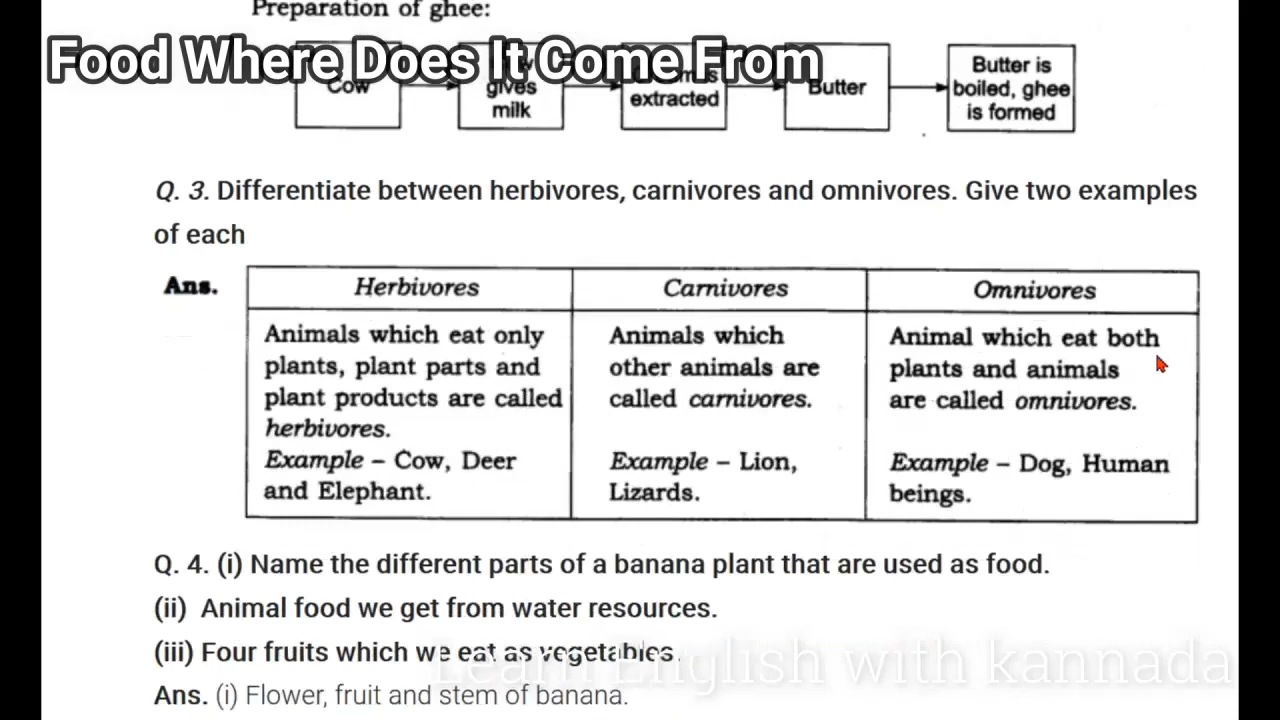 Preparation of ghee:
Food Where Does It Come From
Cow
gives
milk
extracted
Butter
Butter is
boiled, ghee
is formed
Q. 3. Differentiate between herbivores, carnivores and omnivores. Give two examples
of each
Ans.
Herbivores
Carnivores
Omnivores
Animals which eat only
plants, plant parts and
plant products are called
herbivores.
Example – Cow, Deer
and Elephant.
Animals which
other animals are
called carnivores.
Example – Lion,
Lizards.
Animal which eat both
plants and animals
are called omnivores.
Example – Dog, Human
beings.
Q. 4. (i) Name the different parts of a banana plant that are used as food.
(ii) Animal food we get from water resources.
(iii) Four fruits which we eat as vegetables.
Learn English with kannada
Ans. (i) Flower, fruit and stem of banana.